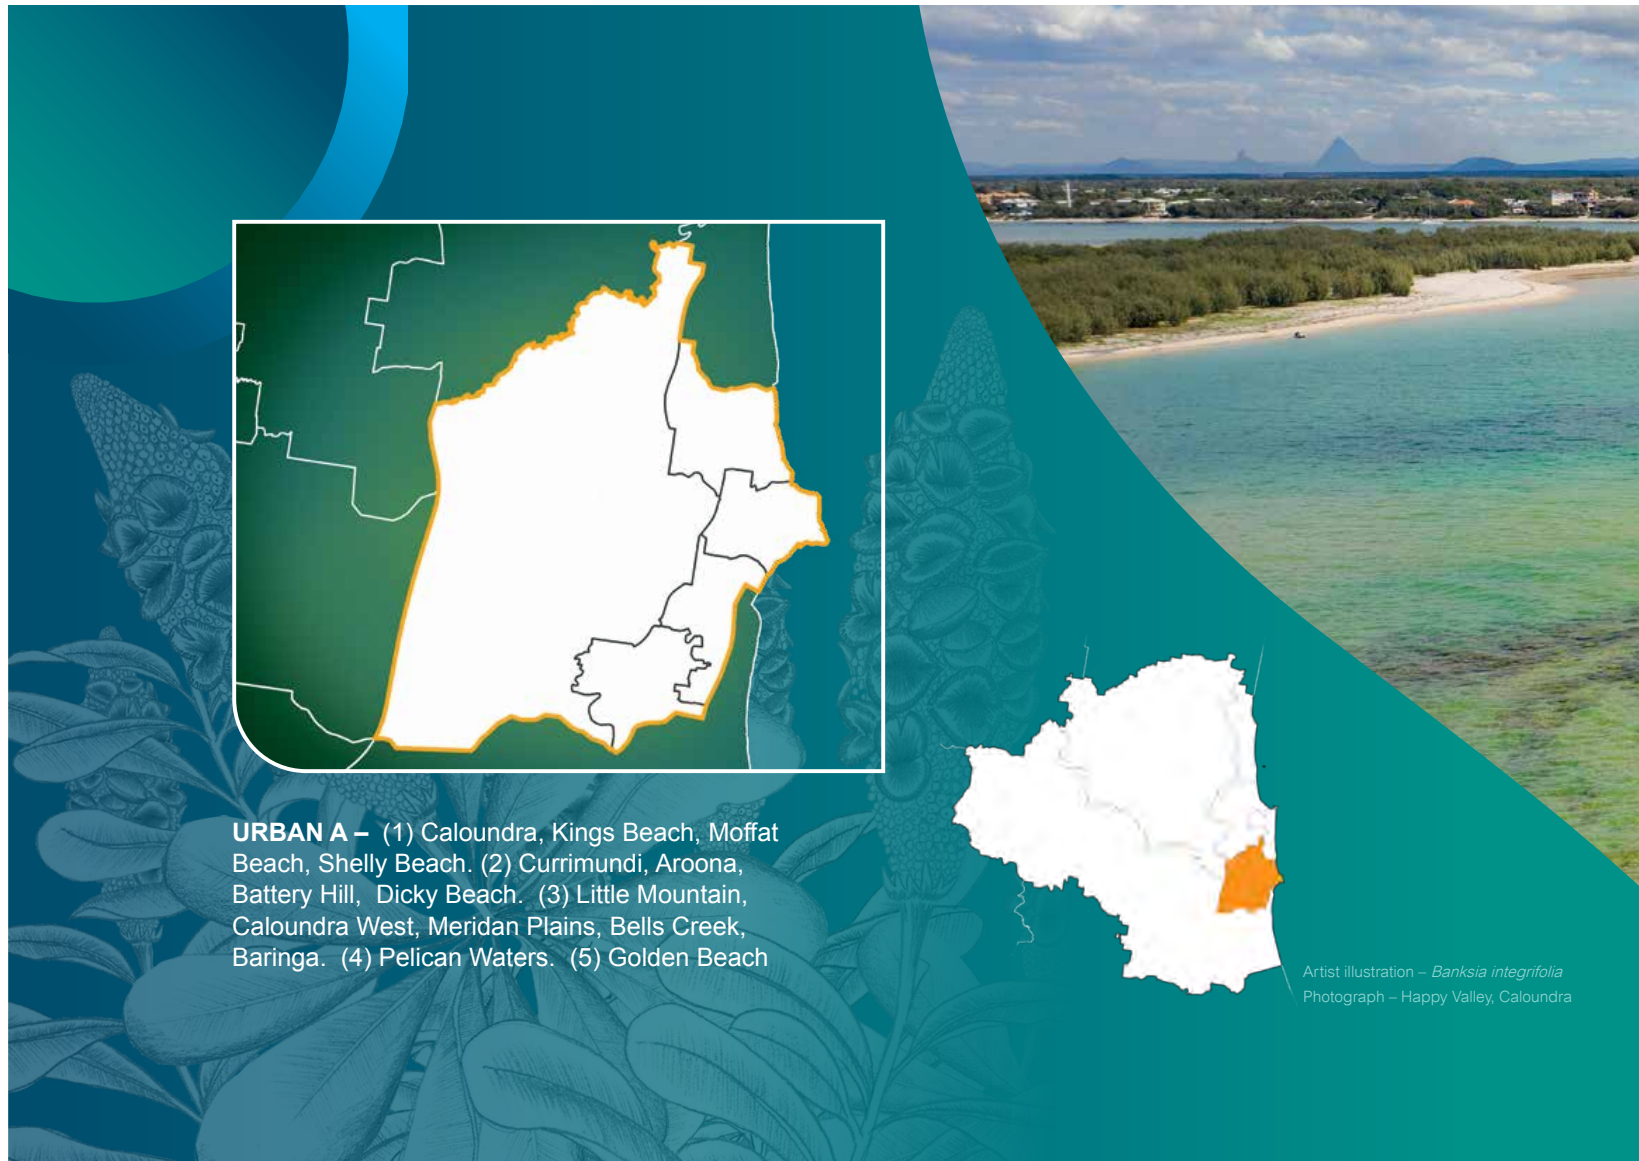 URBAN A – (1) Caloundra, Kings Beach, Moffat
Beach, Shelly Beach. (2) Currimundi, Aroona,
Battery Hill, Dicky Beach. (3) Little Mountain,
Caloundra West, Meridan Plains, Bells Creek,
Baringa. (4) Pelican Waters. (5) Golden Beach
Artist illustration – Banksia integrifolia
Photograph – Happy Valley, Caloundra